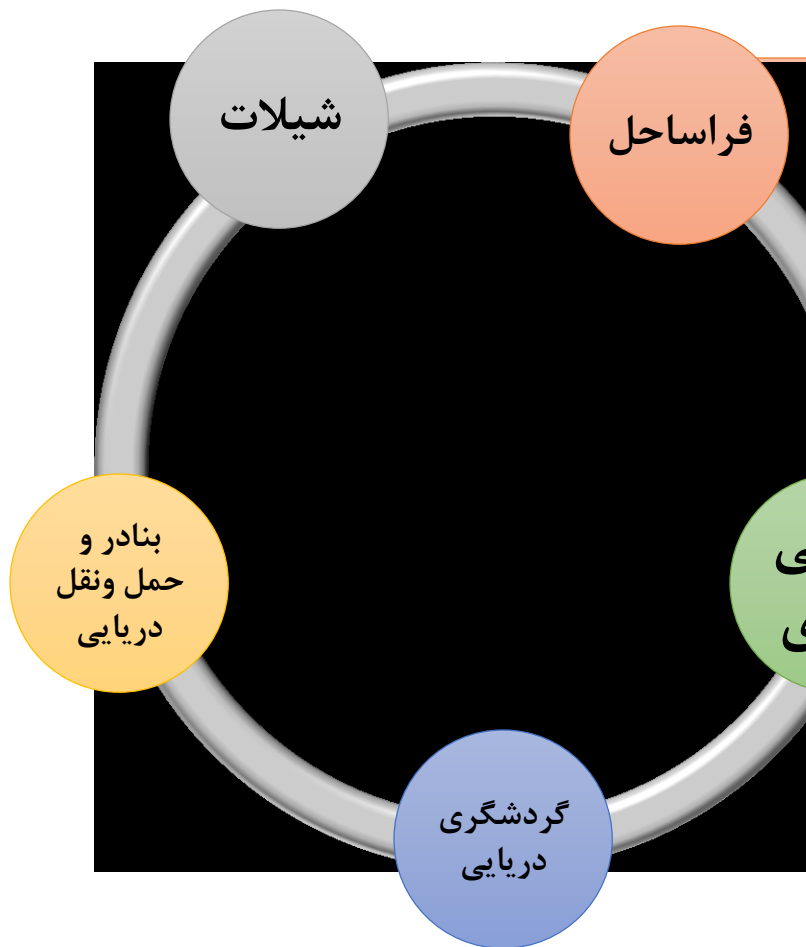 شیلات
فراساحل
بنادر و
حمل ونقل
دریایی
گردشگری
دریایی